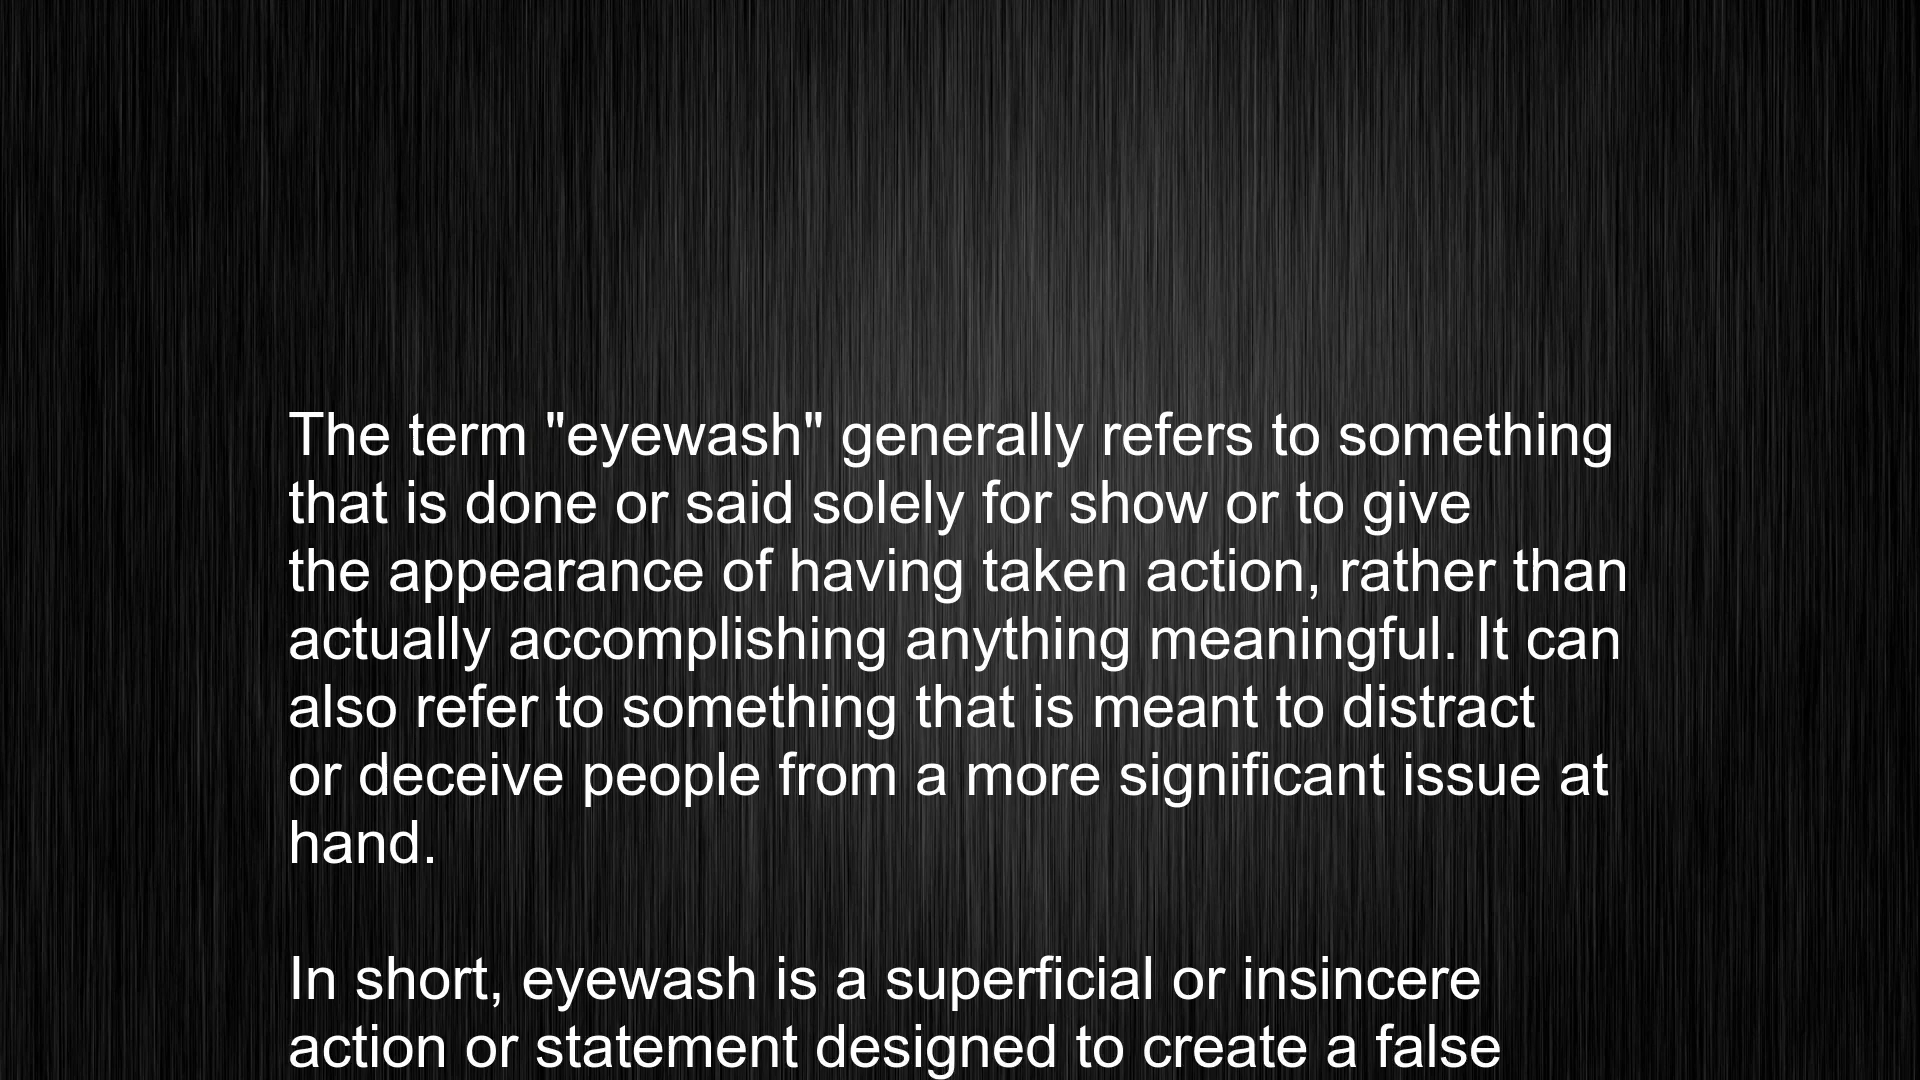 The term "eyewash" generally refers to something
that is done or said solely for show or to give
the appearance of having taken action, rather than
actually accomplishing anything meaningful. It can
also refer to something that is meant to distract
or deceive people from a more significant issue at
hand.
In short, eyewash is a superficial or insincere
action or statement designed to create a false